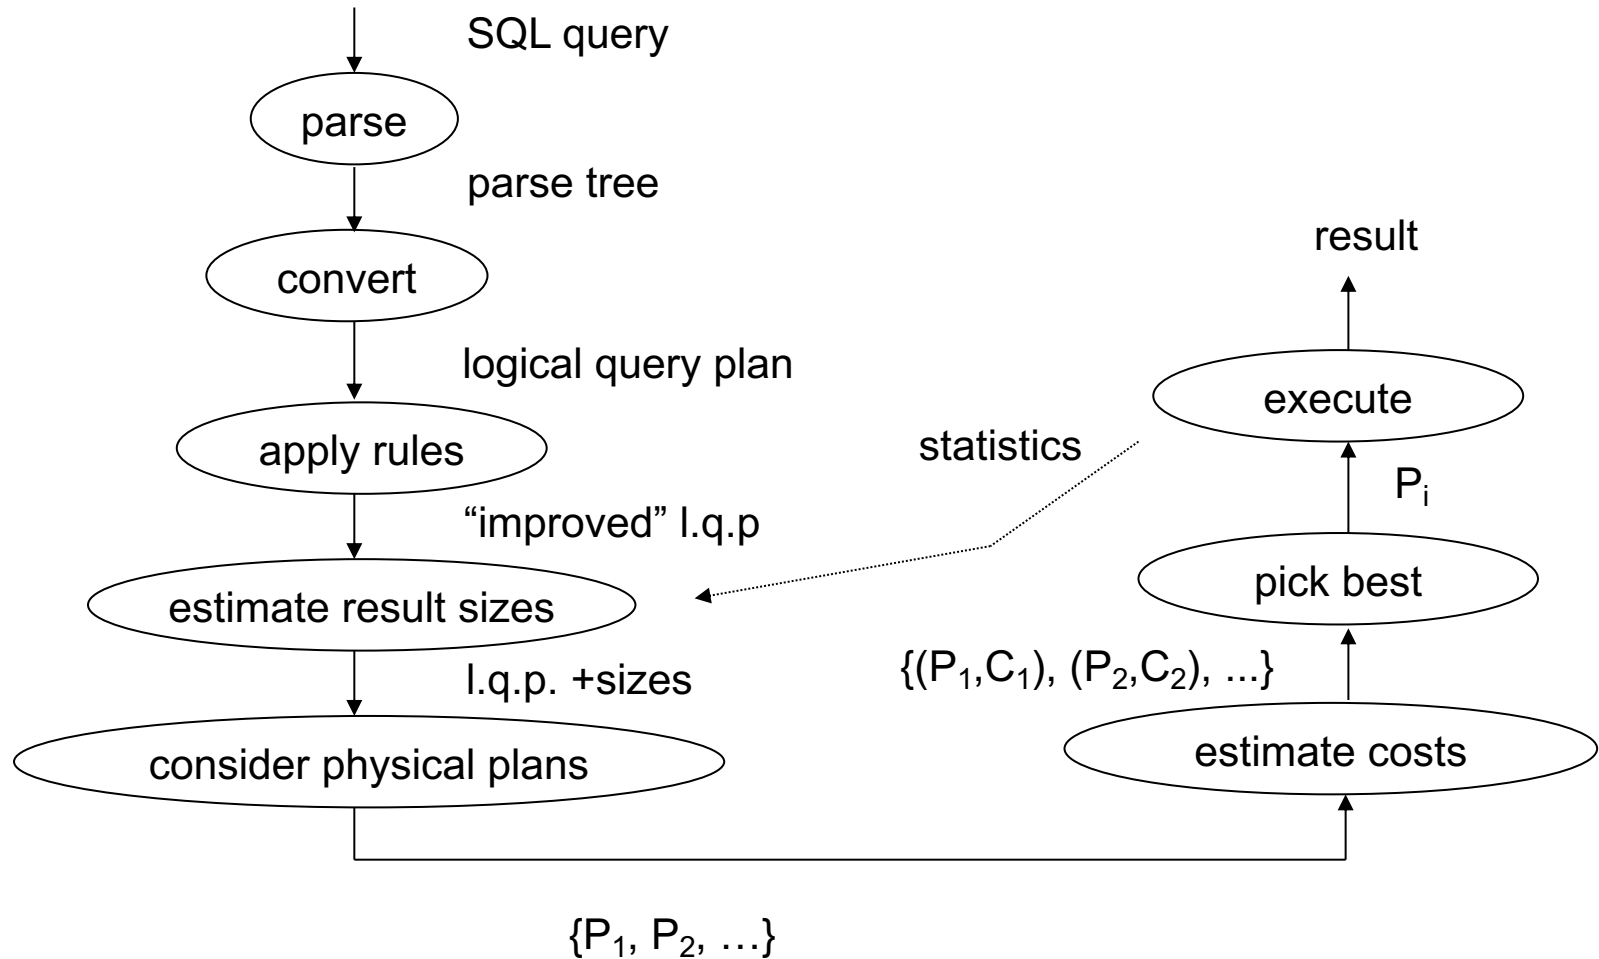 SQL query
parse
parse tree
convert
logical query plan
apply rules
“improved” l.q.p
estimate result sizes
l.q.p. +sizes
consider physical plans
{P1, P2, …}
estimate costs
{(P1,C1), (P2,C2), ...}
pick best
Pi
execute
statistics
result